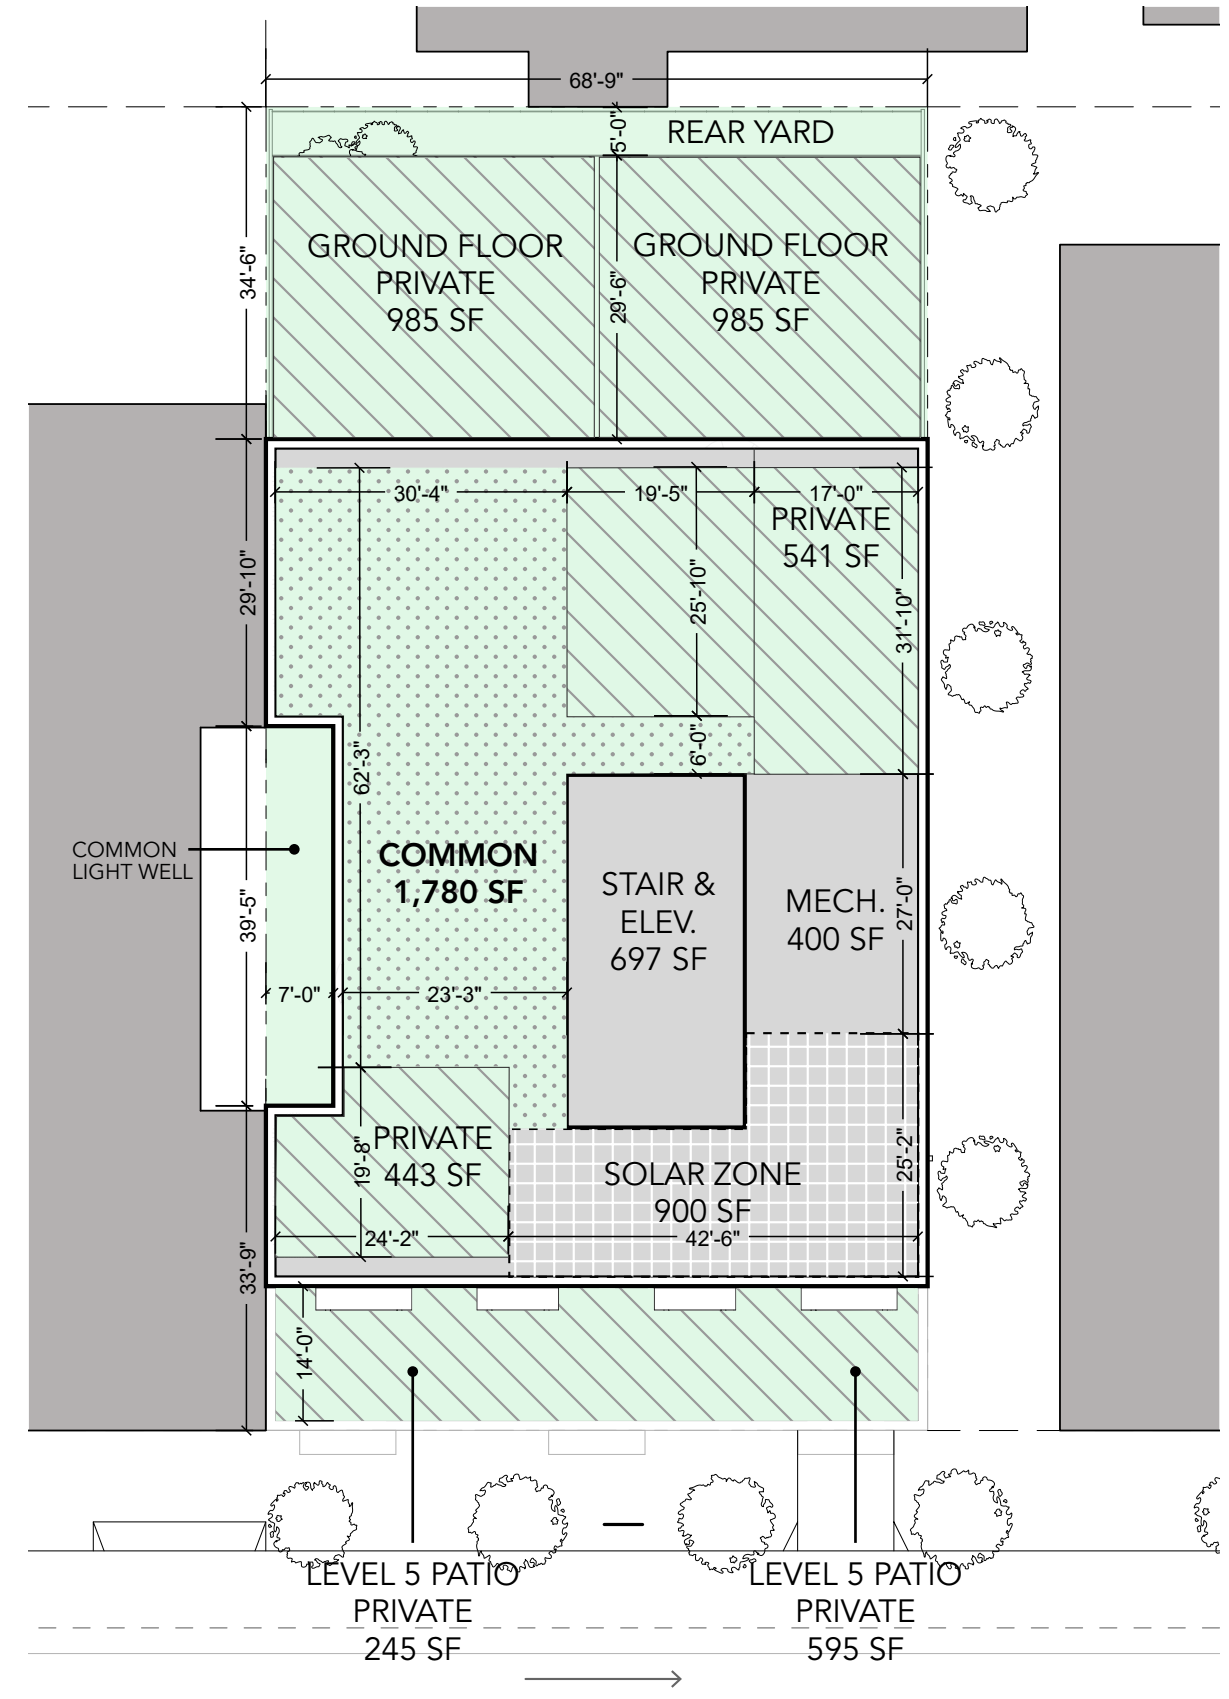 68'-9"
5'-0"
REAR YARD
34'-6"
GROUND FLOOR
PRIVATE
985 SF
29'-6"
GROUND FLOOR
PRIVATE
985 SF
30'-4"
19'-5"
17'-0"
PRIVATE
541 SF
29'-10"
25'-10"
31'-10"
62'-3"
6'-0"
COMMON
LIGHT WELL
COMMON
1,780 SF
STAIR &
ELEV.
697 SF
MECH.
400 SF
39'-5"
27'-0"
7'-0"
23'-3"
PRIVATE
443 SF
19'-8"
SOLAR ZONE
900 SF
25'-2"
24'-2"
42'-6"
33'-9"
14'-0"
LEVEL 5 PATIO
PRIVATE
245 SF
LEVEL 5 PATIO
PRIVATE
595 SF